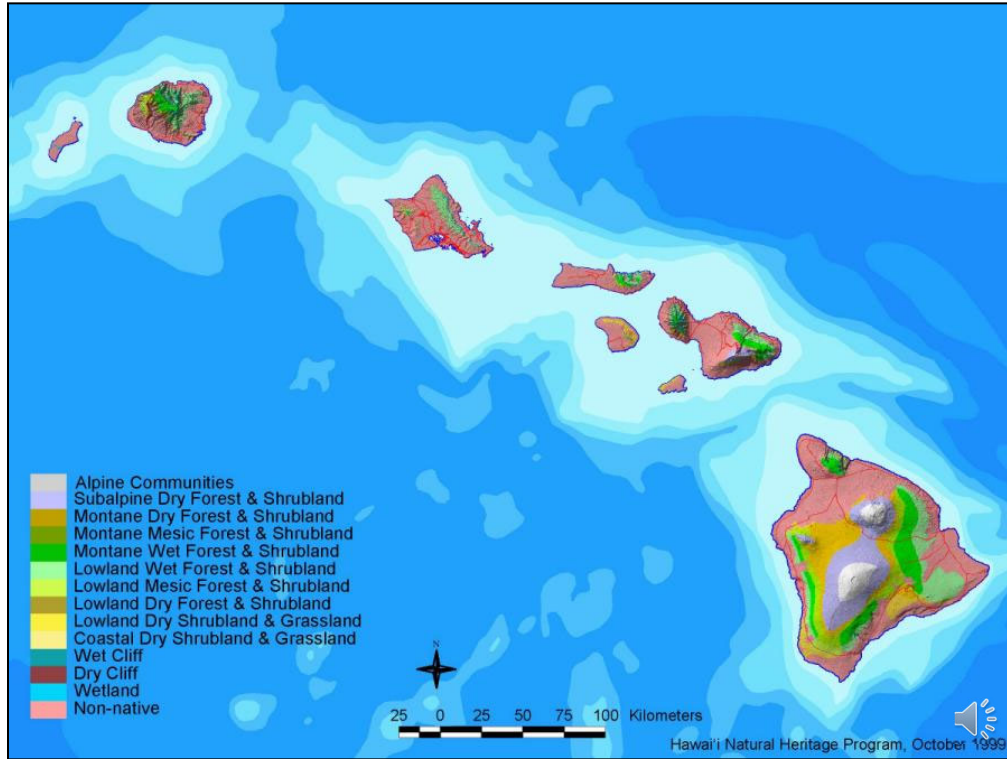 Alpine Communities
Subalpine Dry Forest & Shrubland
Montane Dry Forest & Shrubland
Montane Mesic Forest & Shrubland
Montane Wet Forest & Shrubland
Lowland Wet Forest & Shrubland
Lowland Mesic Forest & Shrubland
Lowland Dry Forest & Shrubland
Lowland Dry Shrubland & Grassland
Coastal Dry Shrubland & Grassland
Wet Cliff
Dry Cliff
Wetland
Non-native
N
25 0 25 50 75 100 Kilometers
Hawai'i Natural Heritage Program, October 1999